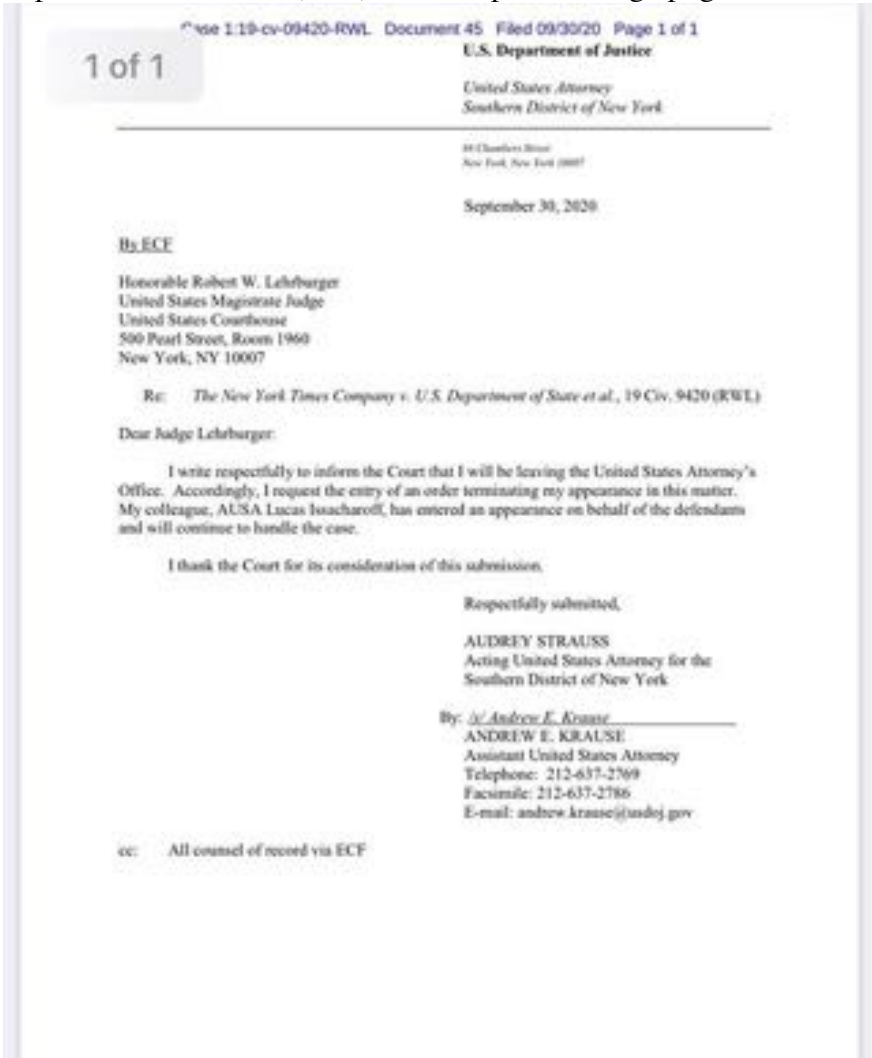 Case 1:19-cv-09420-RWL Document 45 Filed 09/30/20 Page 1 of 1
1 of 1
U.S. Department of Justice
United States Attorney
Southern District of New York
86 Chambers Street
New York, New York 10007
September 30, 2020
By ECF
Honorable Robert W. Lehrburger
United States Magistrate Judge
United States Courthouse
500 Pearl Street, Room 1960
New York, NY 10007
Re: The New York Times Company v. U.S. Department of State et al., 19 Civ. 9420 (RWL)
Dear Judge Lehrburger:
I write respectfully to inform the Court that I will be leaving the United States Attorney's
Office. Accordingly, I request the entry of an order terminating my appearance in this matter.
My colleague, AUSA Lucas Issacharoff, has entered an appearance on behalf of the defendants
and will continue to handle the case.
I thank the Court for its consideration of this submission.
Respectfully submitted,
AUDREY STRAUSS
Acting United States Attorney for the
Southern District of New York
By: /s/ Andrew E. Krause
ANDREW E. KRAUSE
Assistant United States Attorney
Telephone: 212-637-2769
Facsimile: 212-637-2786
E-mail: andrew.krause@usdoj.gov
cc: All counsel of record via ECF